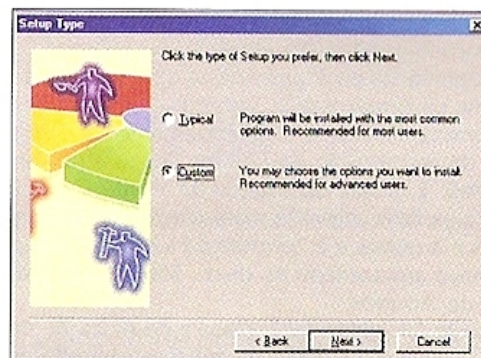 Setup Type
Click the type of Setup you prefer, then click Next.
Typical
Program will be installed with the most common
options. Recommended for most users.
Custom
You may choose the options you want to install.
Recommended for advanced users.
< Back
Next >
Cancel